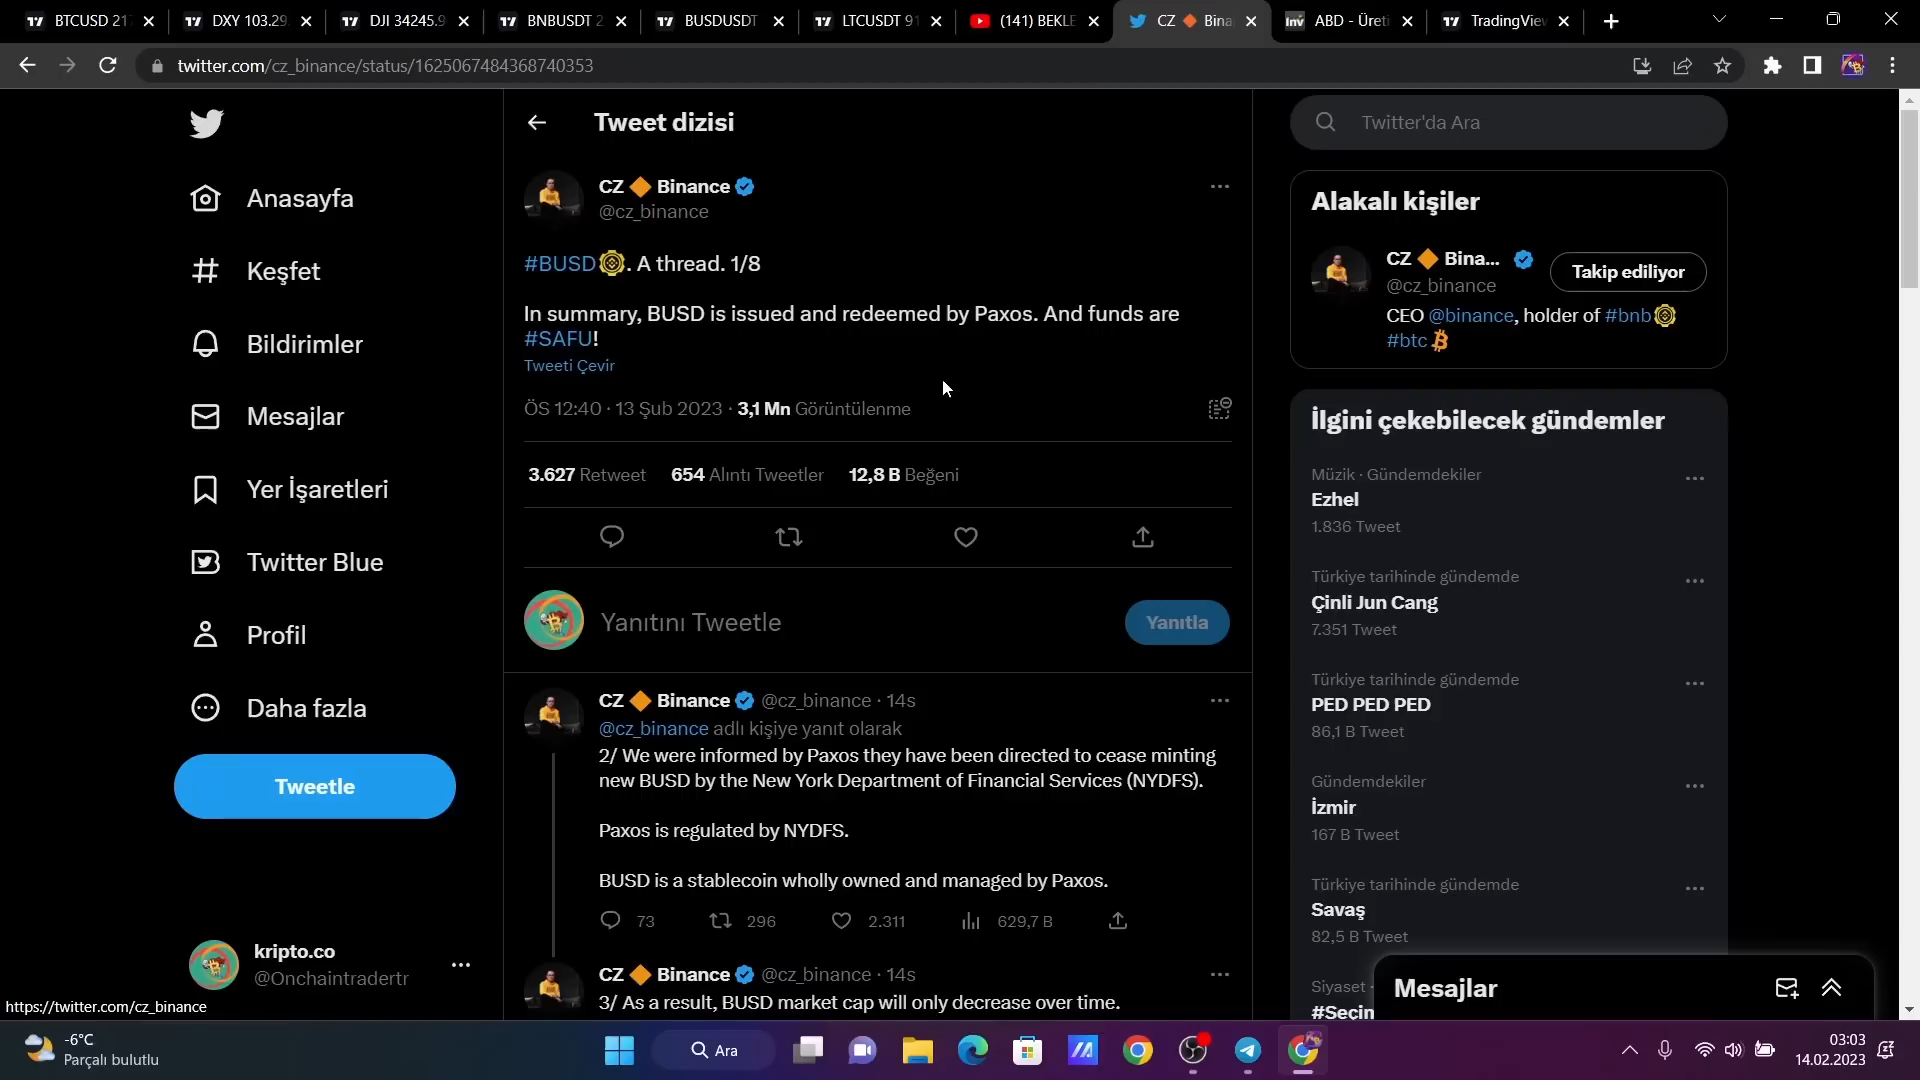 BTCUSD 217
DXY 103.29
DJI 34245.9
BNBUSDT 2
BUSDUSDT
LTCUSDT 91
(141) BEKLE
CZ 🔶 Bina
ABD - Üreti
TradingView
twitter.com/cz_binance/status/1625067484368740353
Anasayfa
Keşfet
Bildirimler
Mesajlar
Yer İşaretleri
Twitter Blue
Profil
Daha fazla
Tweetle
kripto.co
@Onchaintradertr
https://twitter.com/cz_binance
Tweet dizisi
CZ 🔶 Binance
@cz_binance
#BUSD. A thread. 1/8
In summary, BUSD is issued and redeemed by Paxos. And funds are
#SAFU!
Tweeti Çevir
ÖS 12:40 · 13 Şub 2023 · 3,1 Mn Görüntülenme
3.627 Retweet 654 Alıntı Tweetler 12,8 B Beğeni
Yanıtını Tweetle
Yanıtla
CZ 🔶 Binance @cz_binance · 14s
@cz_binance adlı kişiye yanıt olarak
2/ We were informed by Paxos they have been directed to cease minting
new BUSD by the New York Department of Financial Services (NYDFS).
Paxos is regulated by NYDFS.
BUSD is a stablecoin wholly owned and managed by Paxos.
73 296 2.311 629,7 B
CZ 🔶 Binance @cz_binance · 14s
3/ As a result, BUSD market cap will only decrease over time.
Twitter'da Ara
Alakalı kişiler
CZ 🔶 Bina...
@cz_binance
Takip ediliyor
CEO @binance, holder of #bnb
#btc
İlgini çekebilecek gündemler
Müzik · Gündemdekiler
Ezhel
1.836 Tweet
Türkiye tarihinde gündemde
Çinli Jun Cang
7.351 Tweet
Türkiye tarihinde gündemde
PED PED PED
86,1 B Tweet
Gündemdekiler
İzmir
167 B Tweet
Türkiye tarihinde gündemde
Savaş
82,5 B Tweet
Siyaset ·
#Seçin
Mesajlar
-6°C
Parçalı bulutlu
Ara
03:03
14.02.2023